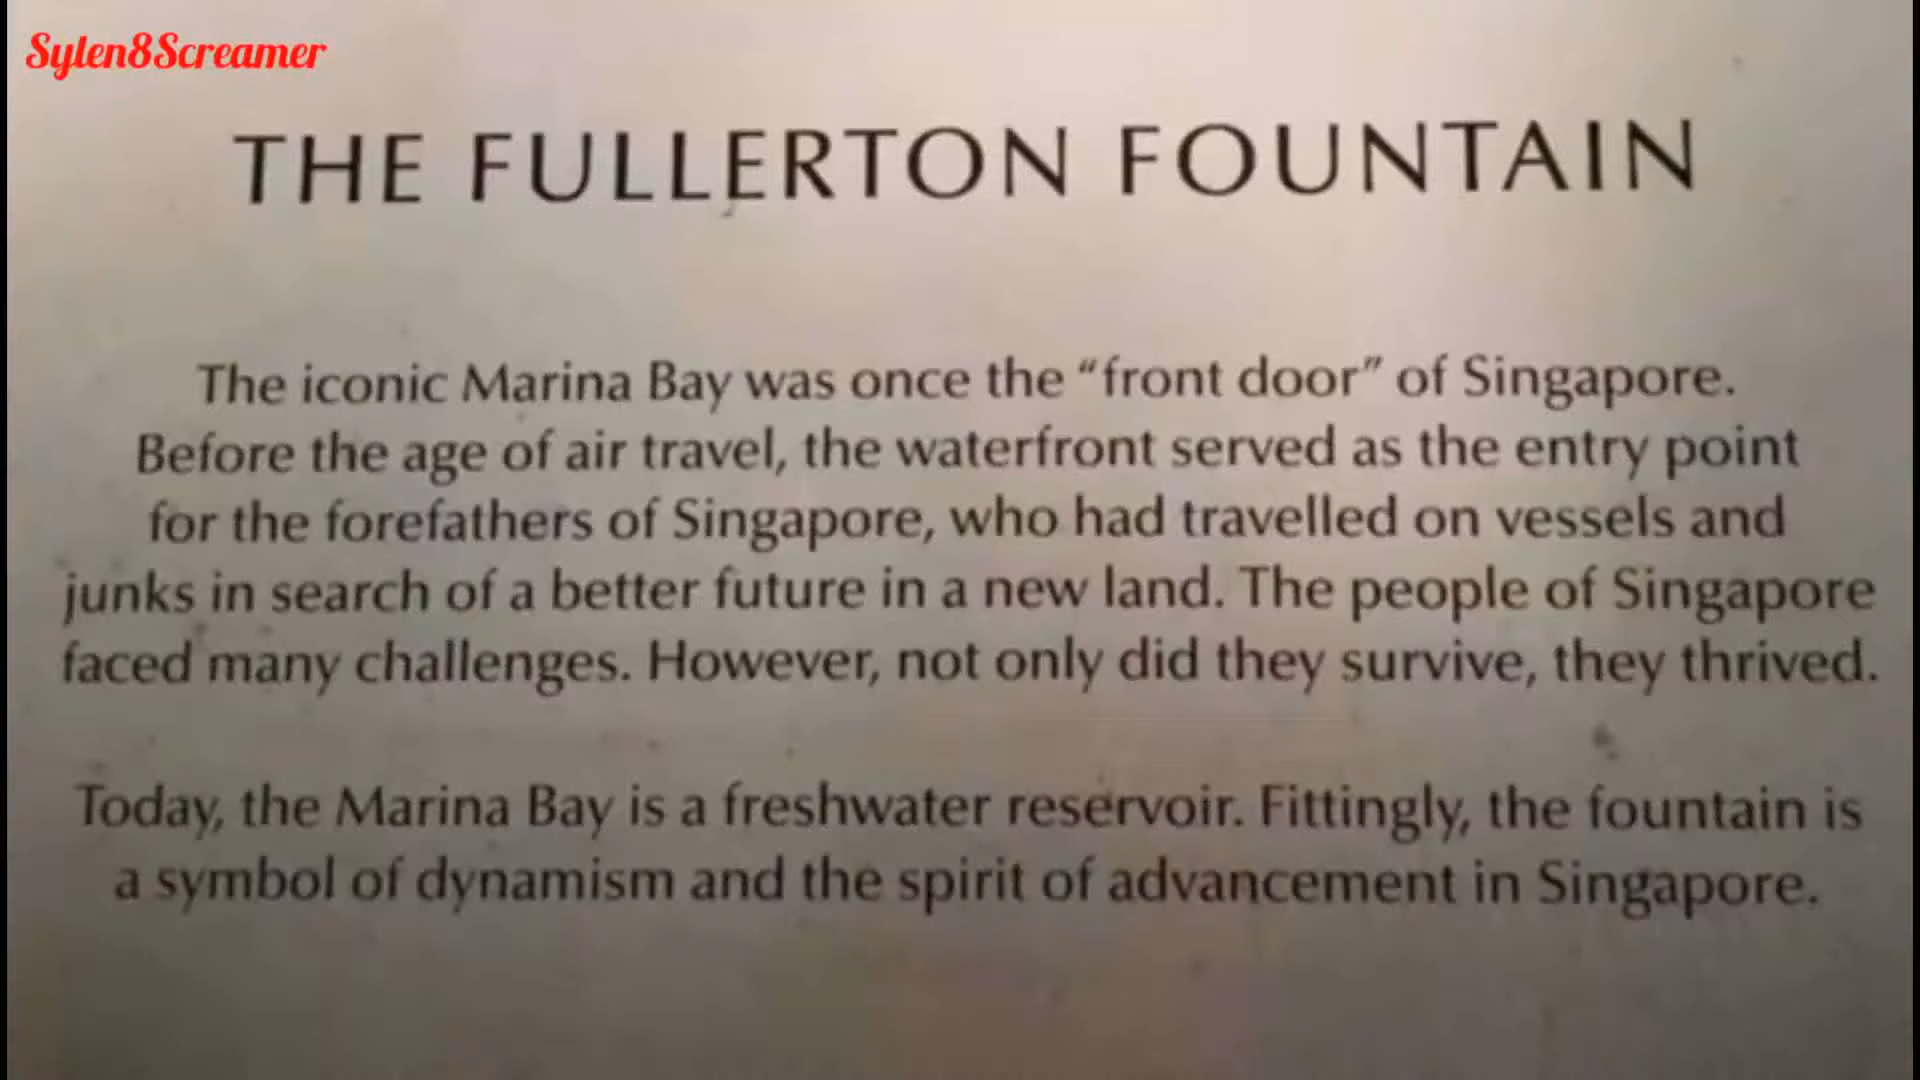 Sylen8Screamer
THE FULLERTON FOUNTAIN
The iconic Marina Bay was once the “front door” of Singapore.
Before the age of air travel, the waterfront served as the entry point
for the forefathers of Singapore, who had travelled on vessels and
junks in search of a better future in a new land. The people of Singapore
faced many challenges. However, not only did they survive, they thrived.
Today, the Marina Bay is a freshwater reservoir. Fittingly, the fountain is
a symbol of dynamism and the spirit of advancement in Singapore.